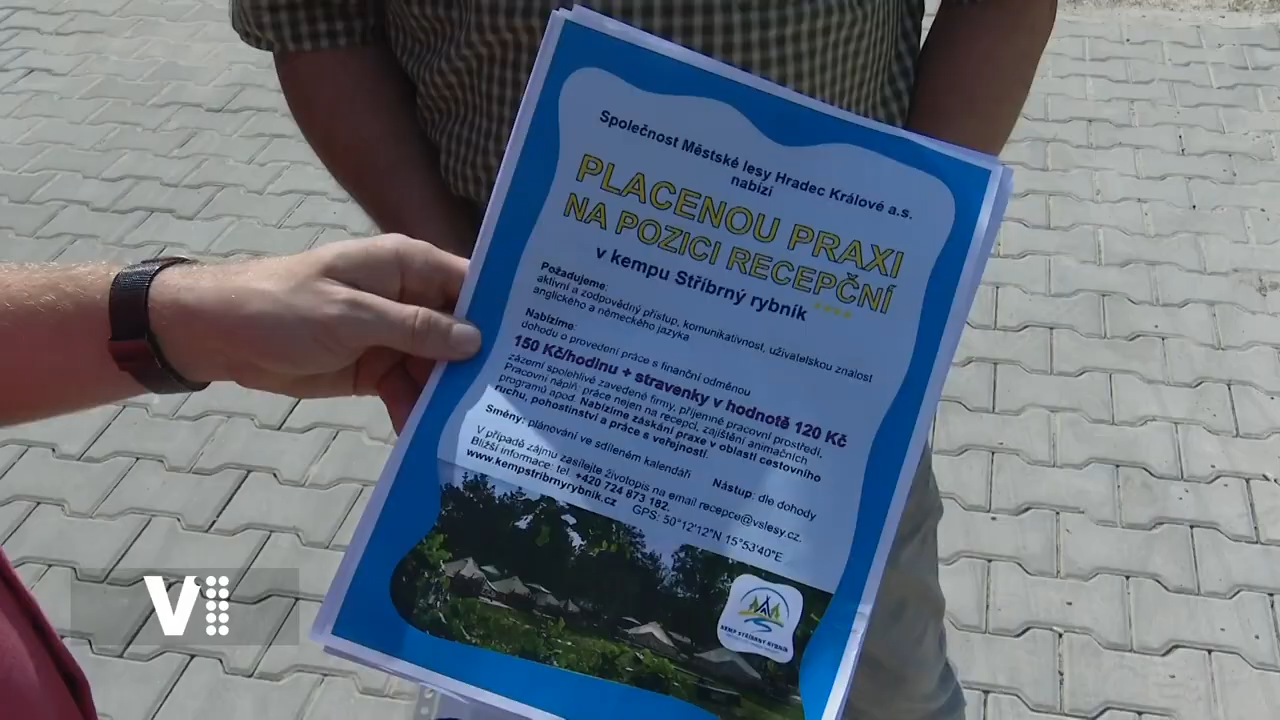 Společnost Městské lesy Hradec Králové a.s.
nabízí
PLACENOU PRAXI
NA POZICI RECEPČNÍ
v kempu Stříbrný rybník ****
Požadujeme:
aktivní a zodpovědný přístup, komunikativnost, uživatelskou znalost
anglického a německého jazyka
Nabízíme:
dohodu o provedení práce s finanční odměnou
150 Kč/hodinu + stravenky v hodnotě 120 Kč
zázemí spolehlivé zavedené firmy, příjemné pracovní prostředí,
Pracovní náplň: práce nejen na recepci, zajištění animačních
programů apod. Nabízíme získání praxe v oblasti cestovního
ruchu, pohostinství a práce s veřejností.
Směny: plánování ve sdíleném kalendáři Nástup: dle dohody
V případě zájmu zasílejte životopis na email recepce@vslesy.cz.
Bližší informace: tel. +420 724 873 182.
www.kempstribrnyrybnik.cz GPS: 50°12'12"N 15°53'40"E
KEMP STŘÍBRNÝ RYBNÍK
V